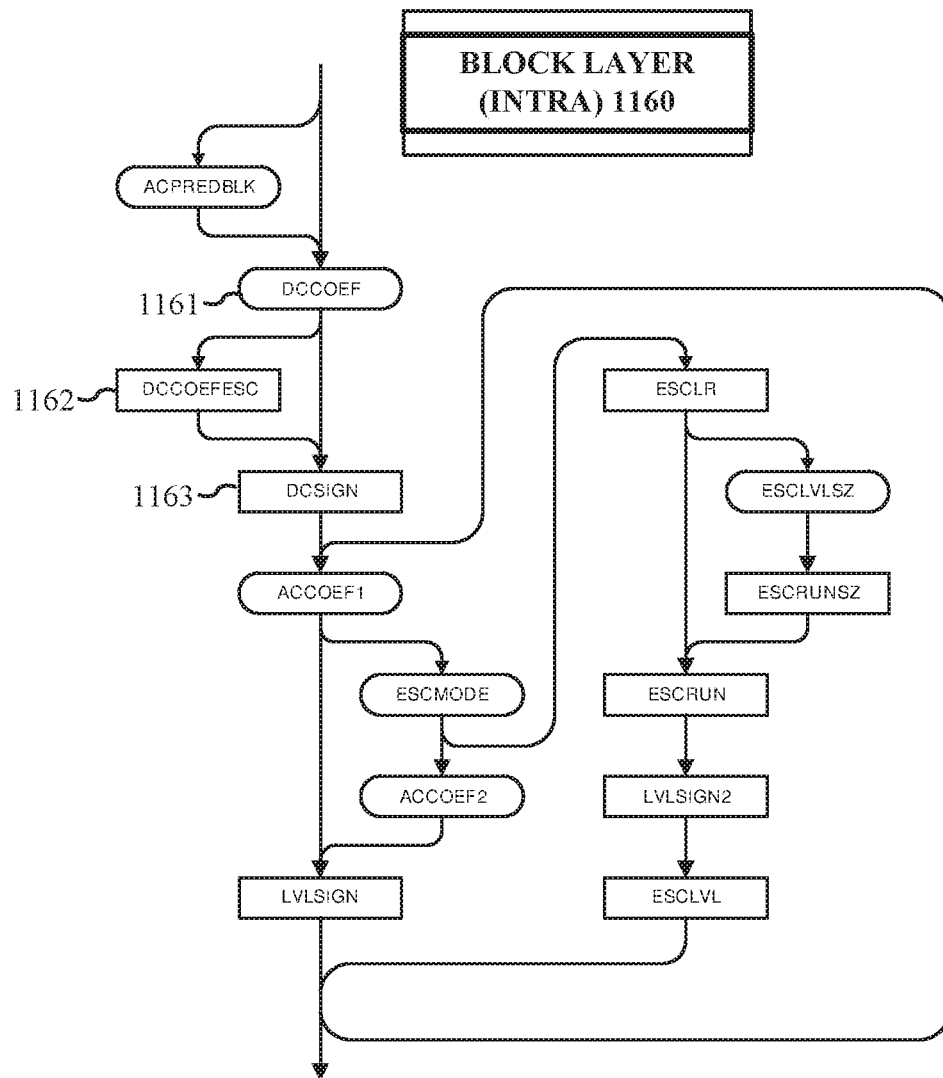 BLOCK LAYER
(INTRA) 1160
ACPREDBLK
1161
DCCOEF
1162
DCCOEFESC
ESCLR
1163
DCSIGN
ESCLVLSZ
ACCOEF1
ESCRUNSZ
ESCMODE
ESCRUN
ACCOEF2
LVLSIGN2
LVLSIGN
ESCLVL